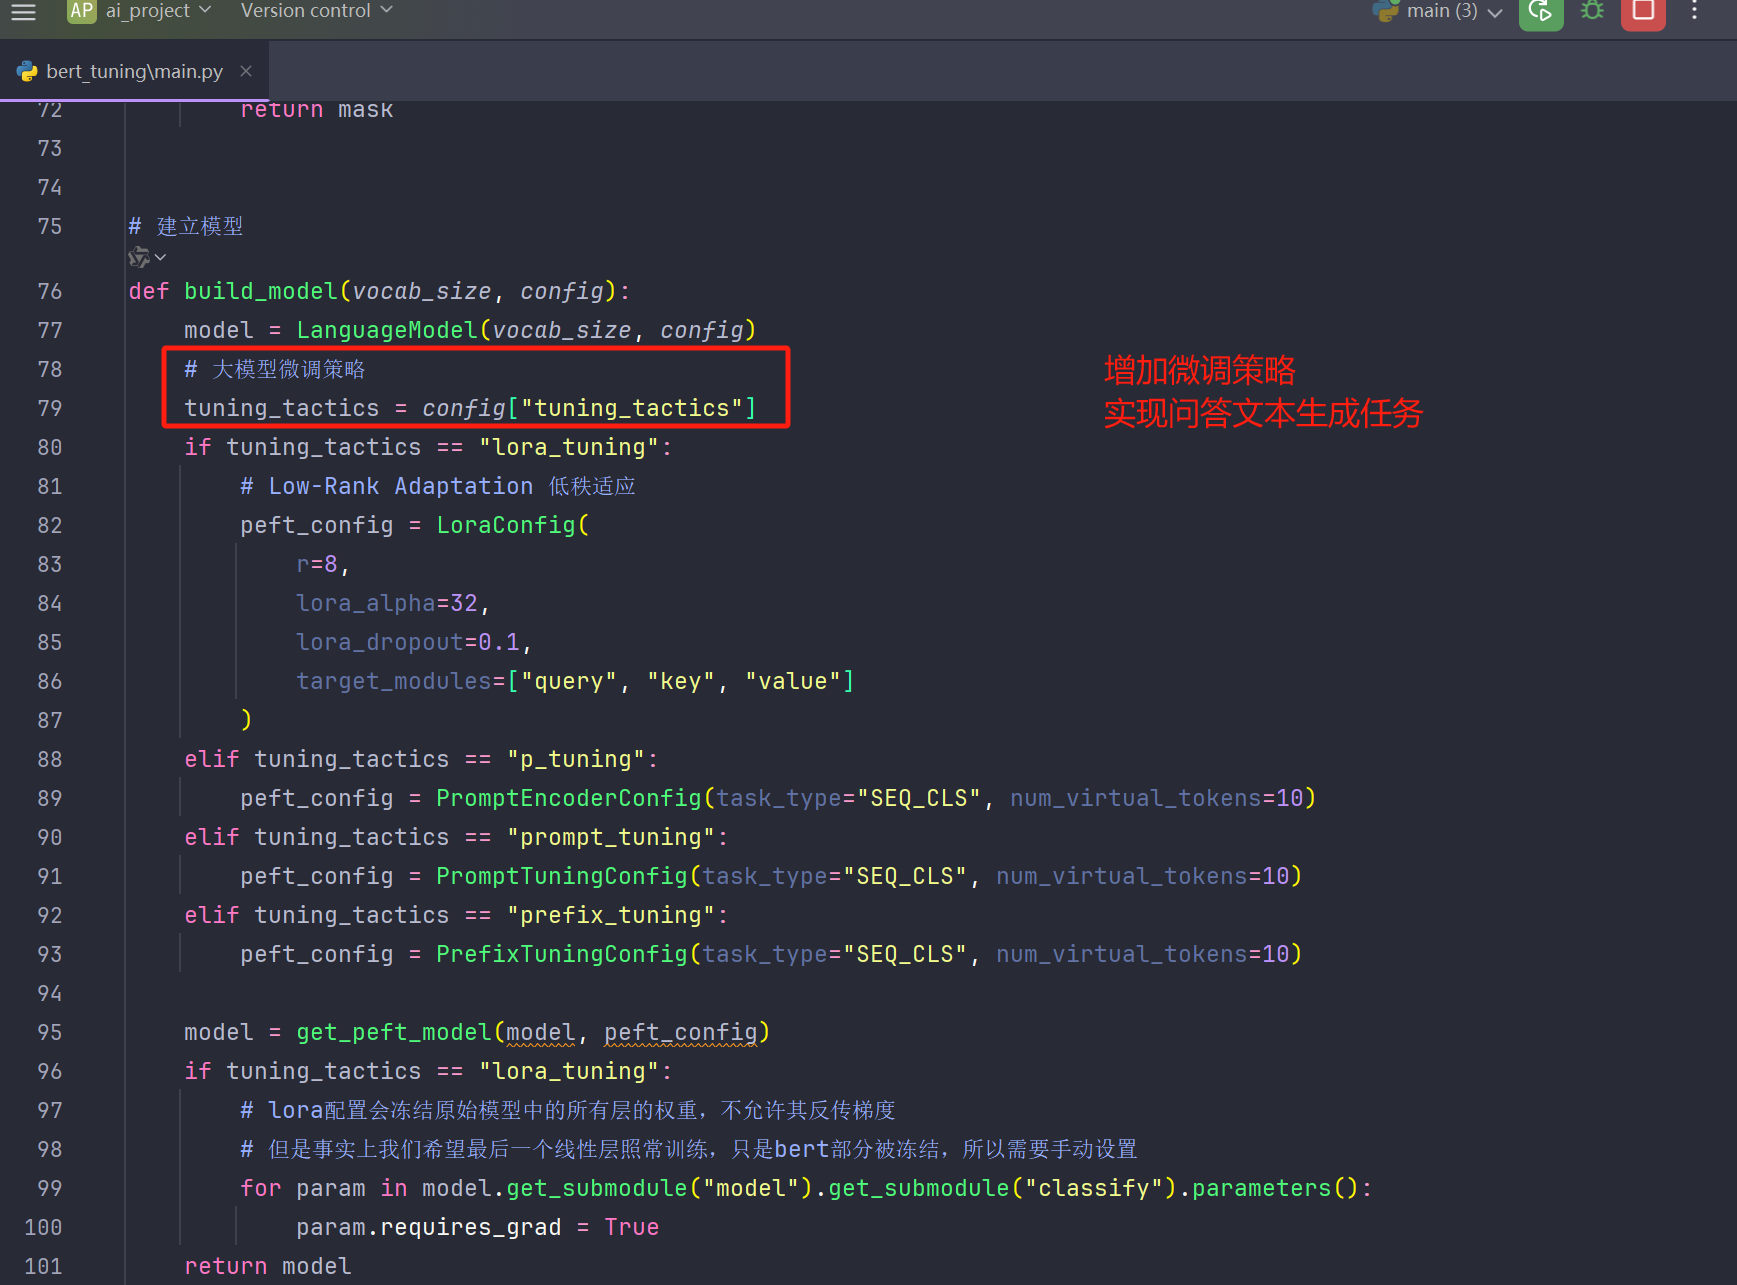 AP ai_project Version control main (3)
bert_tuning\main.py
72 return mask
73
74
75 # 建立模型
76 def build_model(vocab_size, config):
77 model = LanguageModel(vocab_size, config)
78 # 大模型微调策略
增加微调策略
79 tuning_tactics = config["tuning_tactics"]
实现问答文本生成任务
80 if tuning_tactics == "lora_tuning":
81 # Low-Rank Adaptation 低秩适应
82 peft_config = LoraConfig(
83 r=8,
84 lora_alpha=32,
85 lora_dropout=0.1,
86 target_modules=["query", "key", "value"]
87 )
88 elif tuning_tactics == "p_tuning":
89 peft_config = PromptEncoderConfig(task_type="SEQ_CLS", num_virtual_tokens=10)
90 elif tuning_tactics == "prompt_tuning":
91 peft_config = PromptTuningConfig(task_type="SEQ_CLS", num_virtual_tokens=10)
92 elif tuning_tactics == "prefix_tuning":
93 peft_config = PrefixTuningConfig(task_type="SEQ_CLS", num_virtual_tokens=10)
94
95 model = get_peft_model(model, peft_config)
96 if tuning_tactics == "lora_tuning":
97 # lora配置会冻结原始模型中的所有层的权重，不允许其反传梯度
98 # 但是事实上我们希望最后一个线性层照常训练，只是bert部分被冻结，所以需要手动设置
99 for param in model.get_submodule("model").get_submodule("classify").parameters():
100 param.requires_grad = True
101 return model